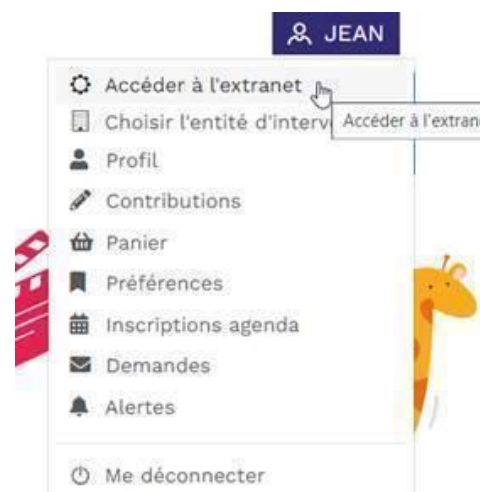 JEAN
Accéder à l'extranet
Choisir l'entité d'interv
Accéder à l'extran
Profil
Contributions
Panier
Préférences
Inscriptions agenda
Demandes
Alertes
Me déconnecter